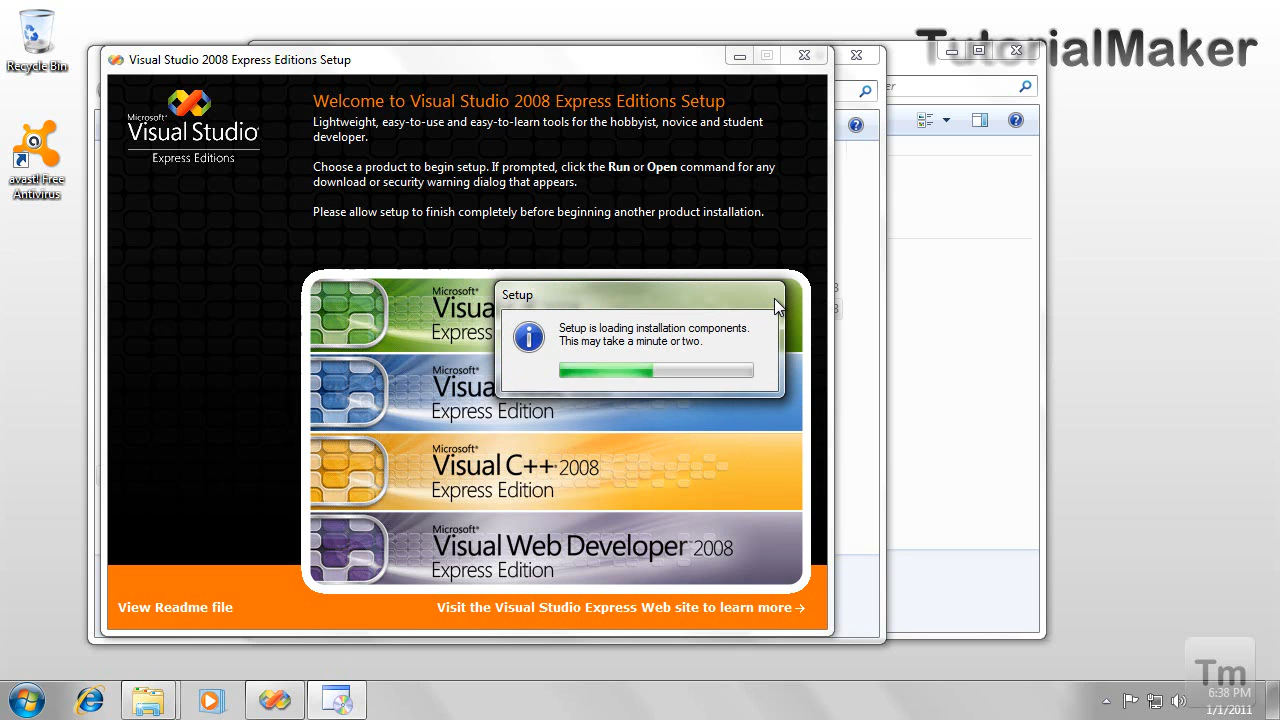 Recycle Bin
avast! Free
Antivirus
TutorialMaker
Visual Studio 2008 Express Editions Setup
Microsoft®
Visual Studio
Express Editions
Welcome to Visual Studio 2008 Express Editions Setup
Lightweight, easy-to-use and easy-to-learn tools for the hobbyist, novice and student
developer.
Choose a product to begin setup. If prompted, click the Run or Open command for any
download or security warning dialog that appears.
Please allow setup to finish completely before beginning another product installation.
Microsoft®
Express
Setup
Setup is loading installation components.
This may take a minute or two.
Microsoft®
Express Edition
Microsoft®
Visual C++ 2008
Express Edition
Microsoft®
Visual Web Developer 2008
Express Edition
View Readme file
Visit the Visual Studio Express Web site to learn more →
Tm
6:38 PM
1/1/2011